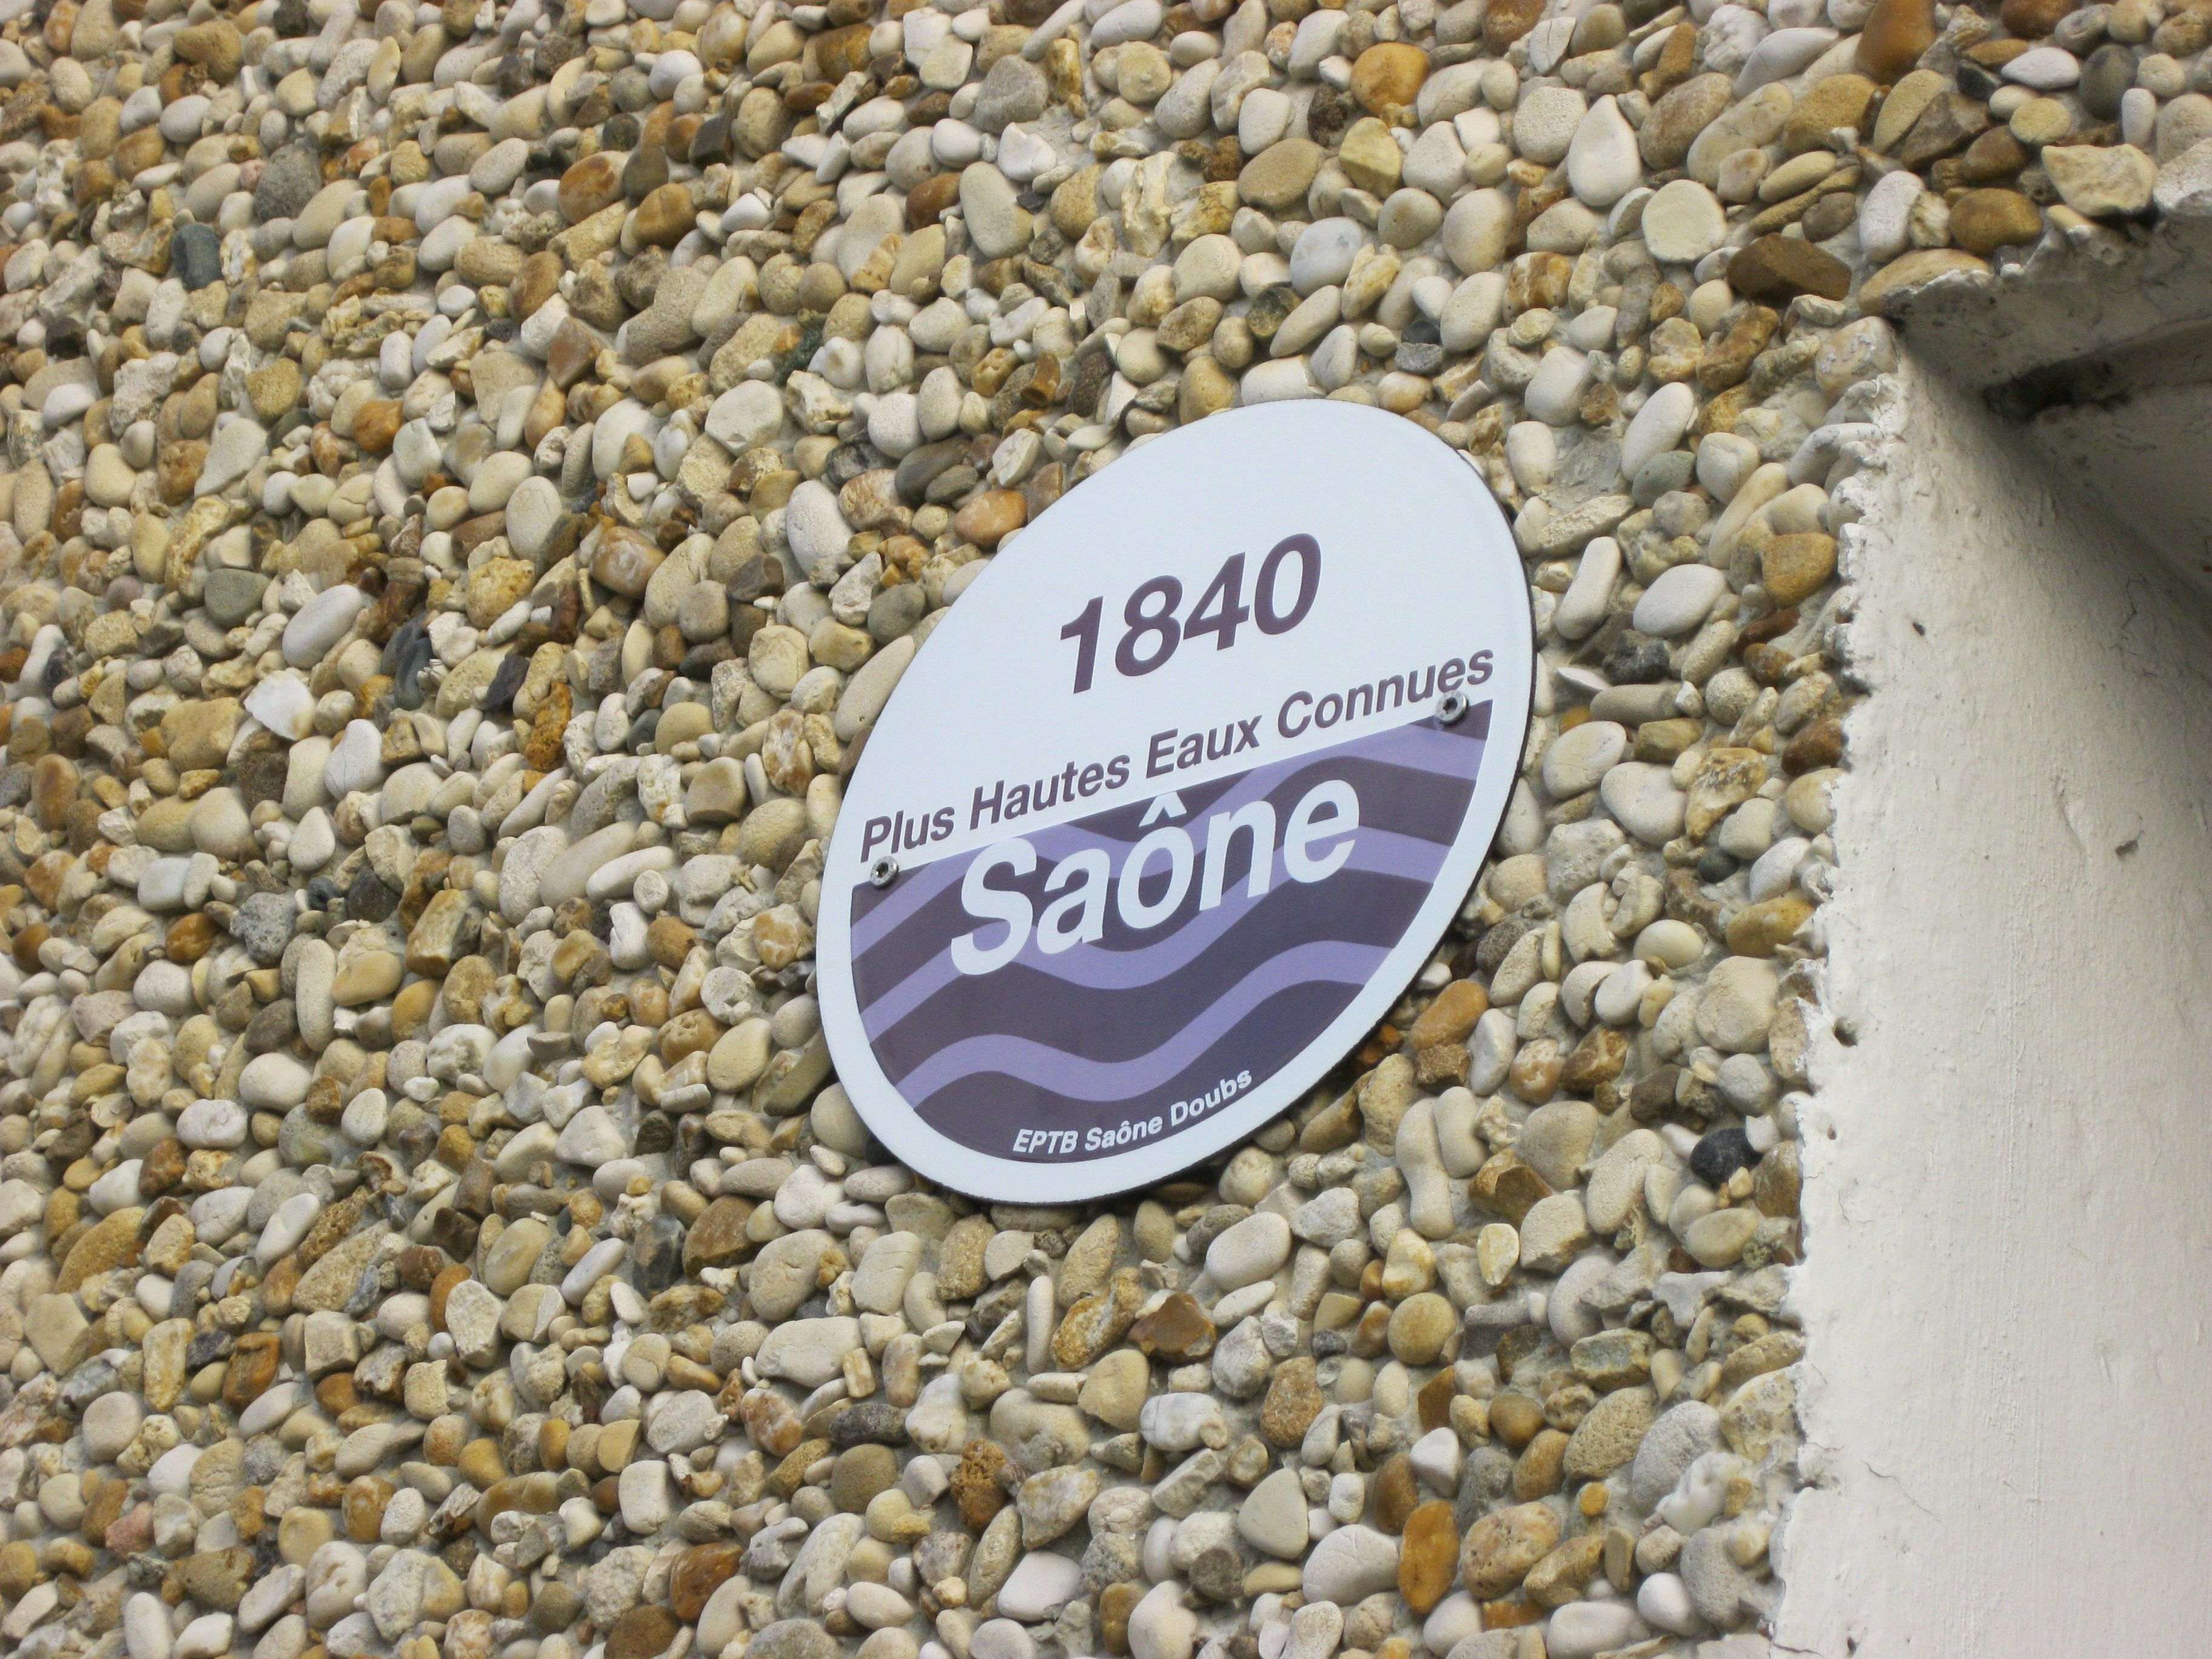 1840
Plus Hautes Eaux Connues
Saône
EPTB Saône Doubs